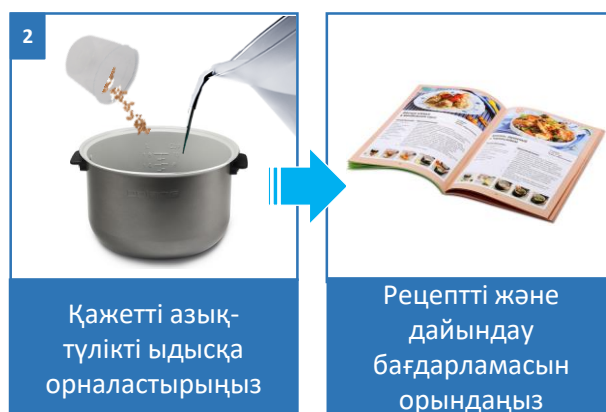 2
Қажетті азық-
түлікті ыдысқа
орналастырыңыз
Рецептті және
дайындау
бағдарламасын
орындаңыз